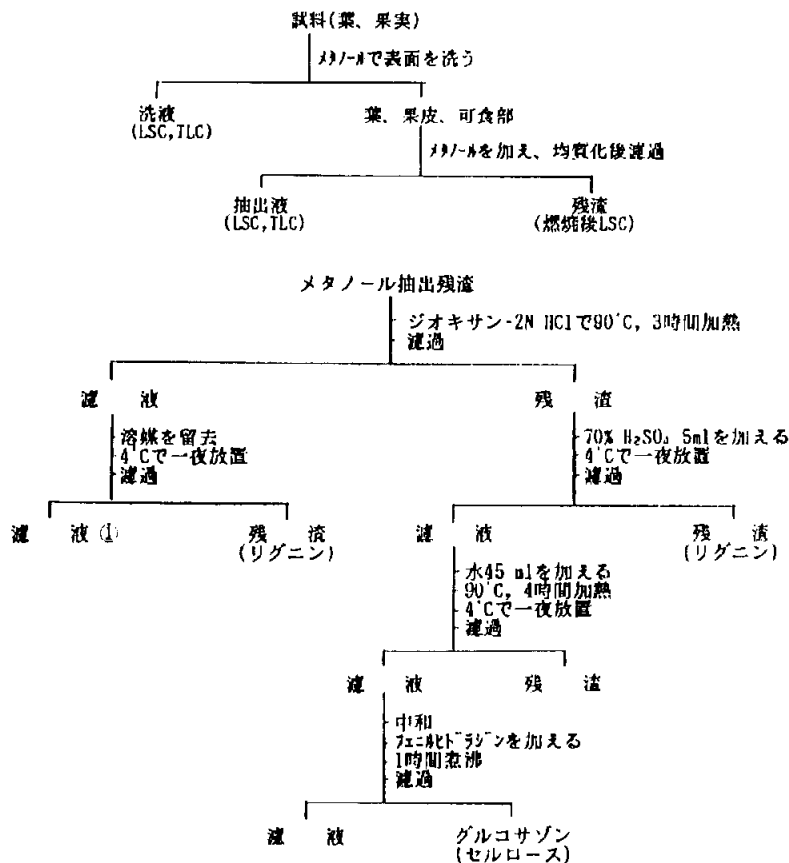 試料(葉、果実)
メタノールで表面を洗う
洗液
(LSC,TLC)
葉、果皮、可食部
メタノールを加え、均質化後濾過
抽出液
(LSC,TLC)
残渣
(燃焼後LSC)
メタノール抽出残渣
ジオキサン-2N HClで90℃, 3時間加熱
濾過
濾 液
残 渣
溶媒を留去
4℃で一夜放置
濾過
70% H₂SO₄ 5mlを加える
4℃で一夜放置
濾過
濾 液①
残 渣
(リグニン)
濾 液
残 渣
(リグニン)
水45 mlを加える
90℃, 4時間加熱
4℃で一夜放置
濾過
濾 液
残 渣
中和
フェニルヒドラジンを加える
1時間煮沸
濾過
濾 液
グルコサゾン
(セルロース)